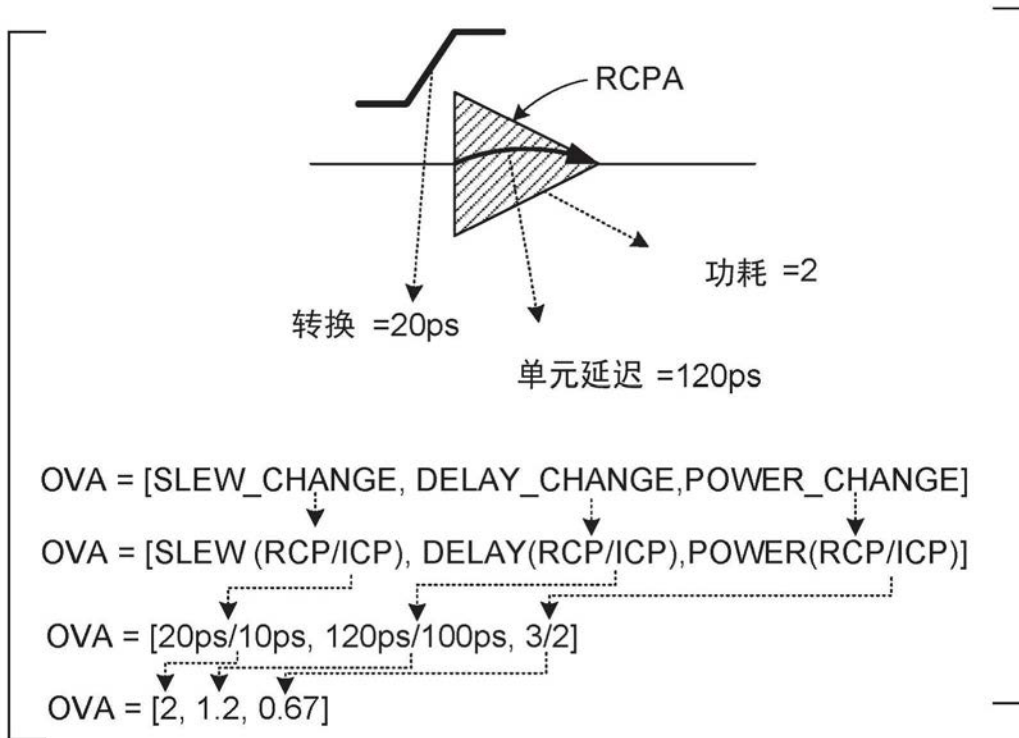 RCPA
功耗 =2
转换 =20ps
单元延迟 =120ps
OVA = [SLEW_CHANGE, DELAY_CHANGE,POWER_CHANGE]
OVA = [SLEW (RCP/ICP), DELAY(RCP/ICP),POWER(RCP/ICP)]
OVA = [20ps/10ps, 120ps/100ps, 3/2]
OVA = [2, 1.2, 0.67]